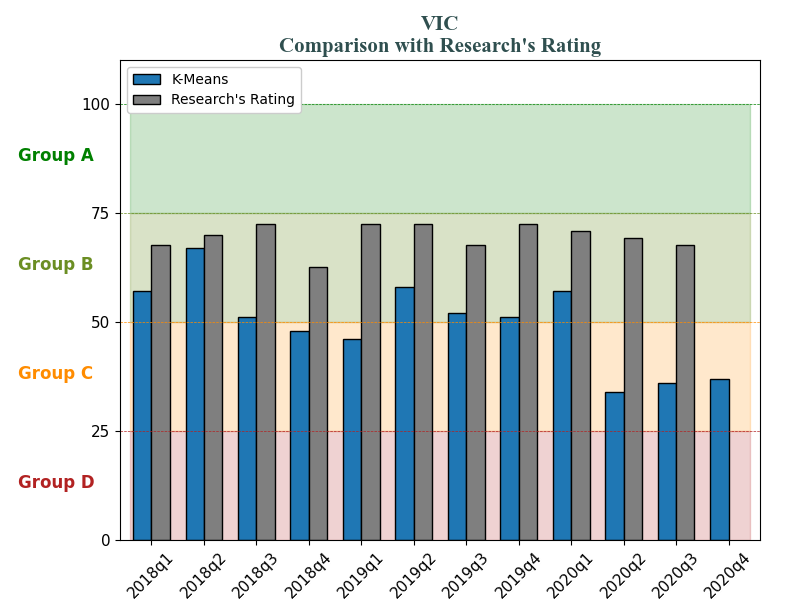 VIC
Comparison with Research's Rating
K-Means
Research's Rating
100
Group A
75
Group B
50
Group C
25
Group D
0
2018q1
2018q2
2018q3
2018q4
2019q1
2019q2
2019q3
2019q4
2020q1
2020q2
2020q3
2020q4